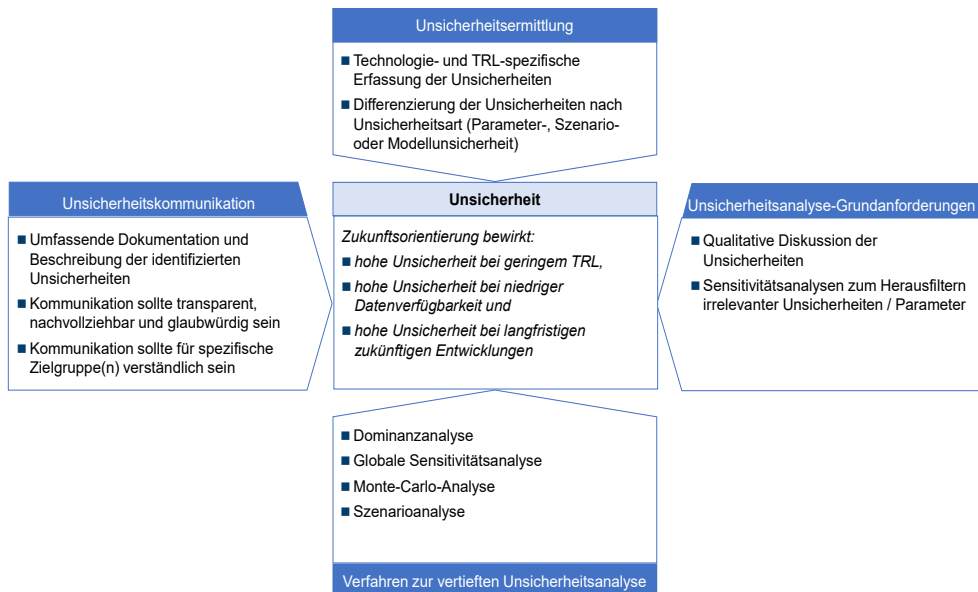 Unsicherheitsermittlung
■ Technologie- und TRL-spezifische
Erfassung der Unsicherheiten
■ Differenzierung der Unsicherheiten nach
Unsicherheitsart (Parameter-, Szenario-
oder Modellunsicherheit)
Unsicherheitskommunikation
■ Umfassende Dokumentation und
Beschreibung der identifizierten
Unsicherheiten
■ Kommunikation sollte transparent,
nachvollziehbar und glaubwürdig sein
■ Kommunikation sollte für spezifische
Zielgruppe(n) verständlich sein
Unsicherheit
Zukunftsorientierung bewirkt:
■ hohe Unsicherheit bei geringem TRL,
■ hohe Unsicherheit bei niedriger
Datenverfügbarkeit und
■ hohe Unsicherheit bei langfristigen
zukünftigen Entwicklungen
Unsicherheitsanalyse-Grundanforderungen
■ Qualitative Diskussion der
Unsicherheiten
■ Sensitivitätsanalysen zum Herausfiltern
irrelevanter Unsicherheiten / Parameter
■ Dominanzanalyse
■ Globale Sensitivitätsanalyse
■ Monte-Carlo-Analyse
■ Szenarioanalyse
Verfahren zur vertieften Unsicherheitsanalyse